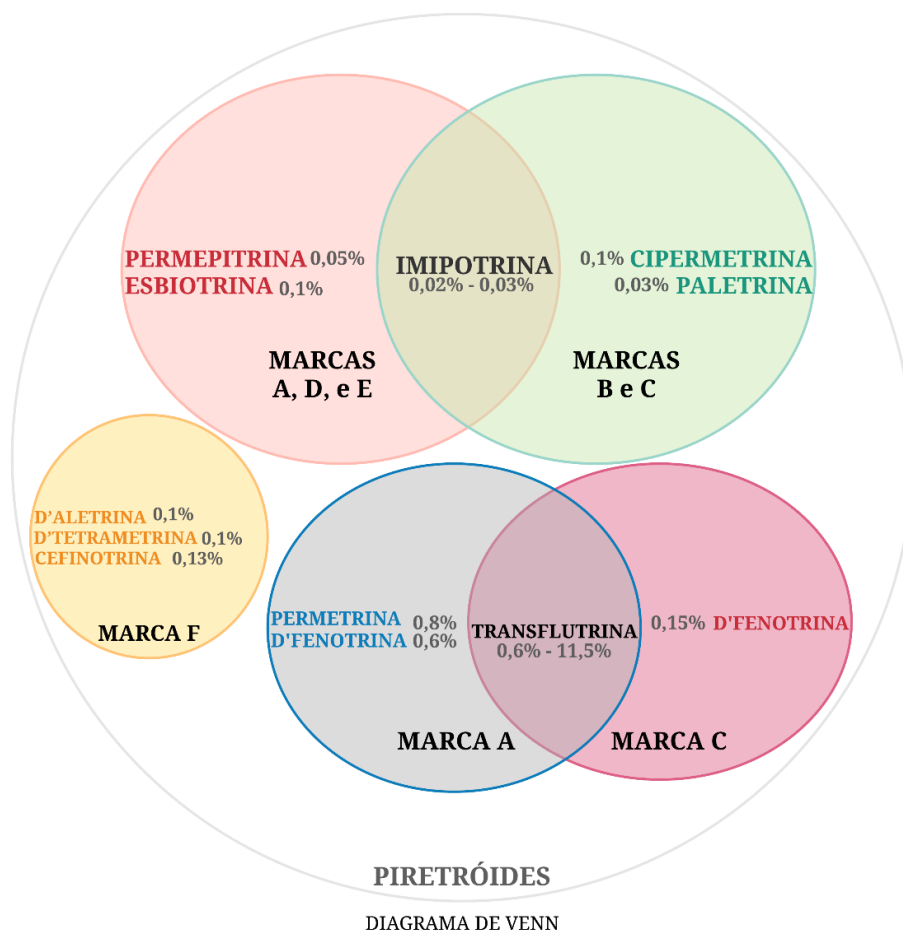 PERMEPITRINA 0,05%
ESBIOTRINA 0,1%
MARCAS
A, D, e E
IMIPOTRINA
0,02% - 0,03%
0,1% CIPERMETRINA
0,03% PALETRINA
MARCAS
B e C
D’ALETRINA 0,1%
D’TETRAMETRINA 0,1%
CEFINOTRINA 0,13%
MARCA F
PERMETRINA 0,8%
D'FENOTRINA 0,6%
MARCA A
TRANSFLUTRINA
0,6% - 11,5%
0,15% D'FENOTRINA
MARCA C
PIRETRÓIDES
DIAGRAMA DE VENN